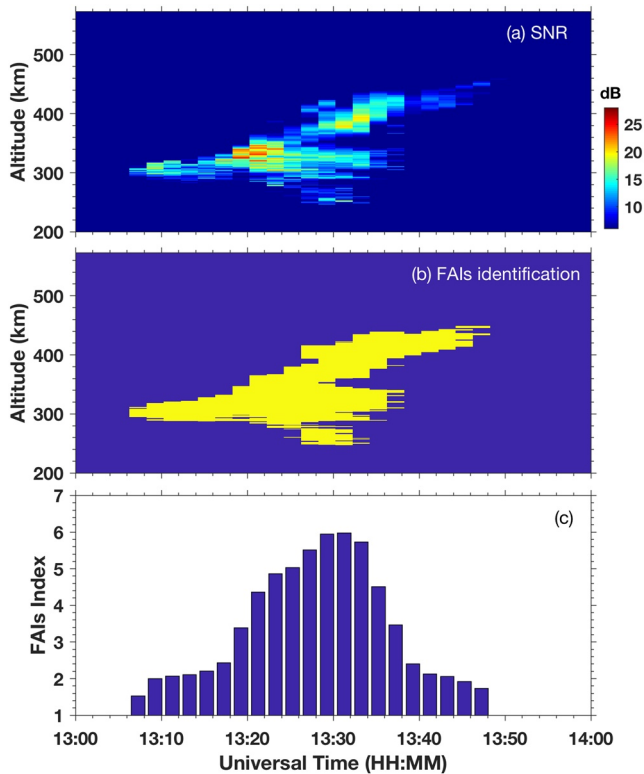 (a) SNR
Altitude (km)
500
400
300
200
dB
25
20
15
10
(b) FAIs identification
Altitude (km)
500
400
300
200
(c)
FAIs Index
7
6
5
4
3
2
1
13:00 13:10 13:20 13:30 13:40 13:50 14:00
Universal Time (HH:MM)